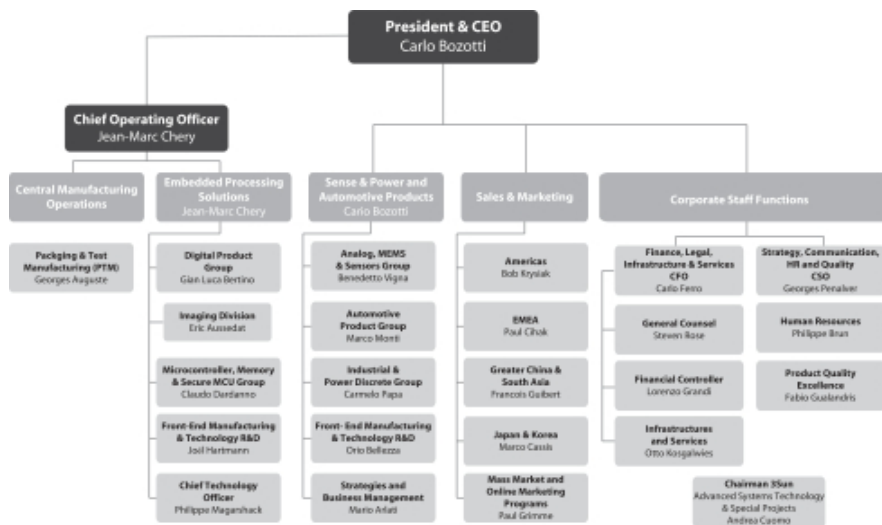 President & CEO
Carlo Bozotti
Chief Operating Officer
Jean-Marc Chery
Central Manufacturing
Operations
Embedded Processing
Solutions
Jean-Marc Chery
Sense & Power and
Automotive Products
Carlo Bozotti
Sales & Marketing
Corporate Staff Functions
Packging & Test
Manufacturing (PTM)
Georges Auguste
Digital Product
Group
Gian Luca Bertino
Imaging Division
Eric Aussedat
Microcontroller, Memory
& Secure MCU Group
Claudo Dardanno
Front-End Manufacturing
& Technology R&D
Joël Hartmann
Chief Technology
Officer
Philippe Magarshack
Analog, MEMS
& Sensors Group
Benedetto Vigna
Automotive
Product Group
Marco Monti
Industrial &
Power Discrete Group
Carmelo Papa
Front- End Manufacturing
& Technology R&D
Orio Bellezza
Strategies and
Business Management
Mario Arlati
Americas
Bob Krysiak
EMEA
Paul Cihak
Greater China &
South Asia
Francois Guibert
Japan & Korea
Marco Cassis
Mass Market and
Online Marketing
Programs
Paul Grimme
Finance, Legal,
Infrastructure & Services
CFO
Carlo Ferro
General Counsel
Steven Rose
Financial Controller
Lorenzo Grandi
Infrastructures
and Services
Otto Kosgalwies
Strategy, Communication,
HR and Quality
CSO
Georges Penalver
Human Resources
Philippe Brun
Product Quality
Excellence
Fabio Gualandris
Chairman 3Sun
Advanced Systems Technology
& Special Projects
Andrea Cuomo